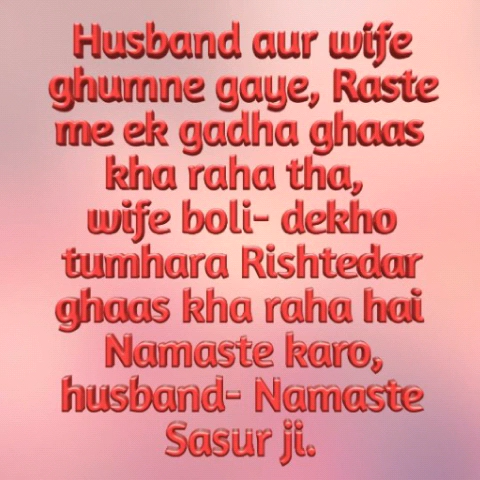 Husband aur wife
ghumne gaye, Raste
me ek gadha ghaas
kha raha tha,
wife boli- dekho
tumhara Rishtedar
ghaas kha raha hai
Namaste karo,
husband- Namaste
Sasur ji.